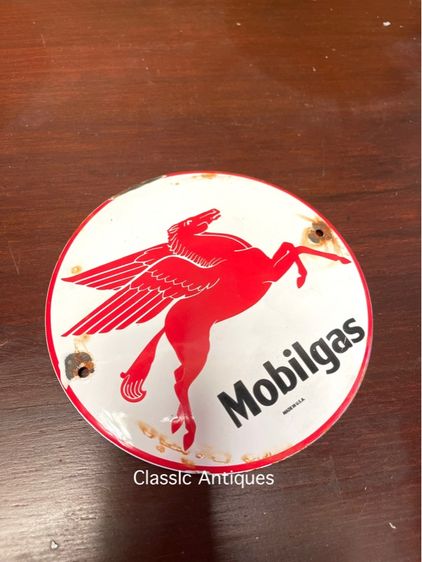 Mobilgas
MADE IN U.S.A.
Classic Antiques